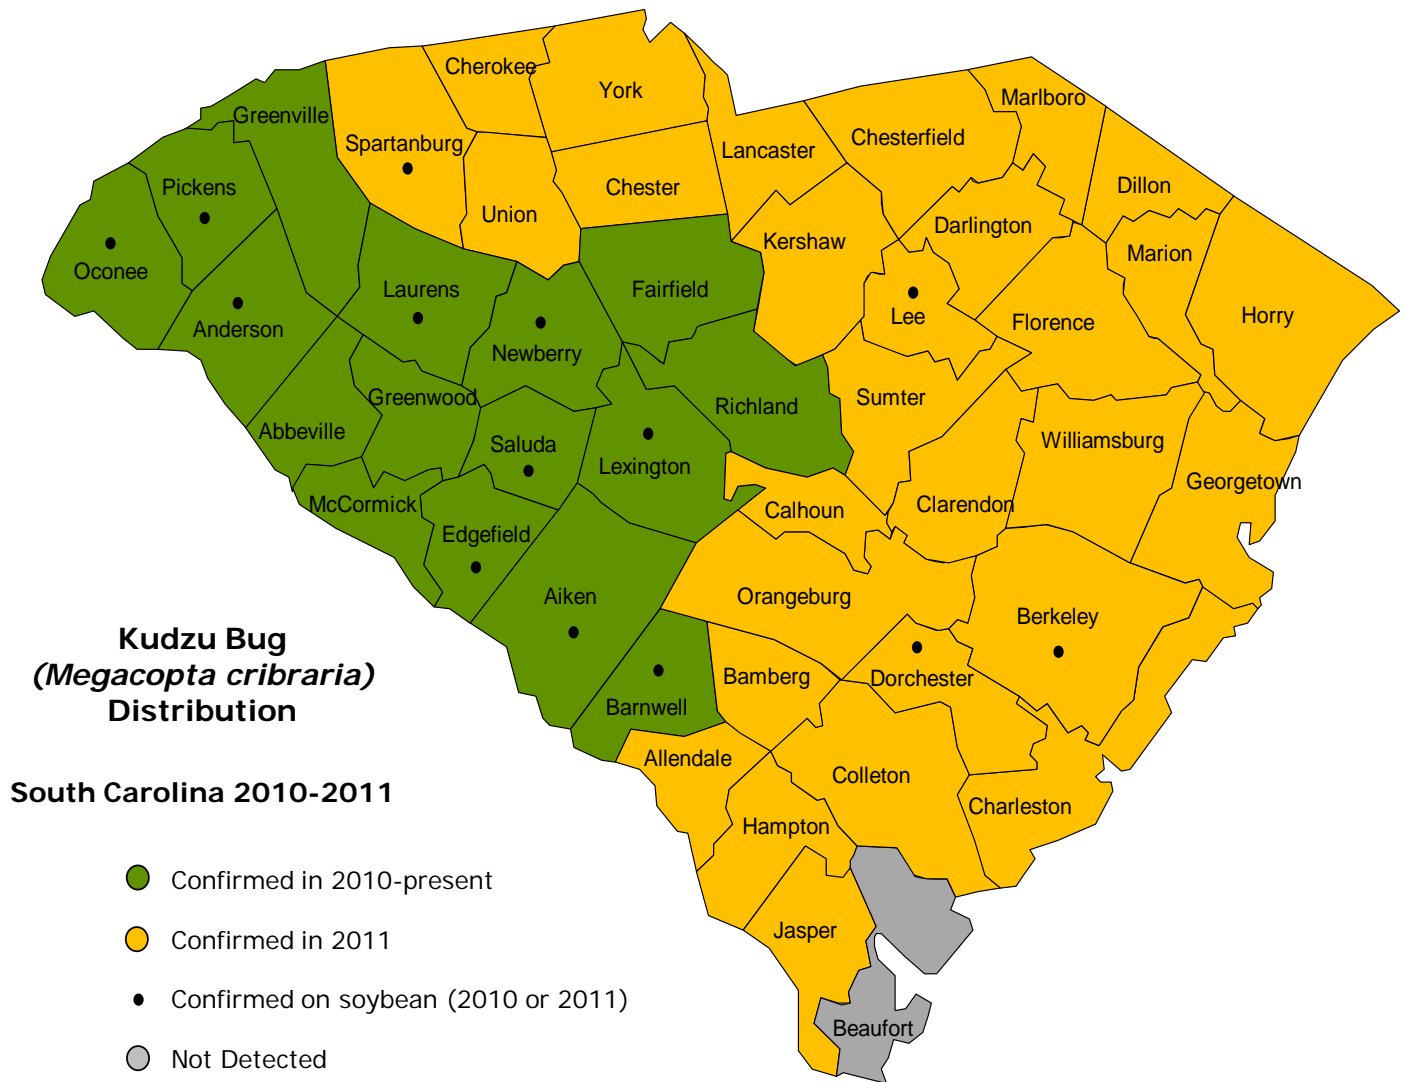 Cherokee
York
Marlboro
Greenville
Spartanburg
Lancaster
Chesterfield
Pickens
Chester
Dillon
Union
Darlington
Oconee
Kershaw
Marion
Laurens
Fairfield
Anderson
Lee
Florence
Horry
Newberry
Greenwood
Richland
Sumter
Abbeville
Saluda
Williamsburg
Lexington
Georgetown
McCormick
Calhoun
Clarendon
Edgefield
Aiken
Orangeburg
Berkeley
Kudzu Bug
(Megacopta cribraria)
Distribution
Bamberg
Dorchester
Barnwell
Allendale
Colleton
South Carolina 2010-2011
Charleston
Hampton
Confirmed in 2010-present
Jasper
Confirmed in 2011
Confirmed on soybean (2010 or 2011)
Beaufort
Not Detected